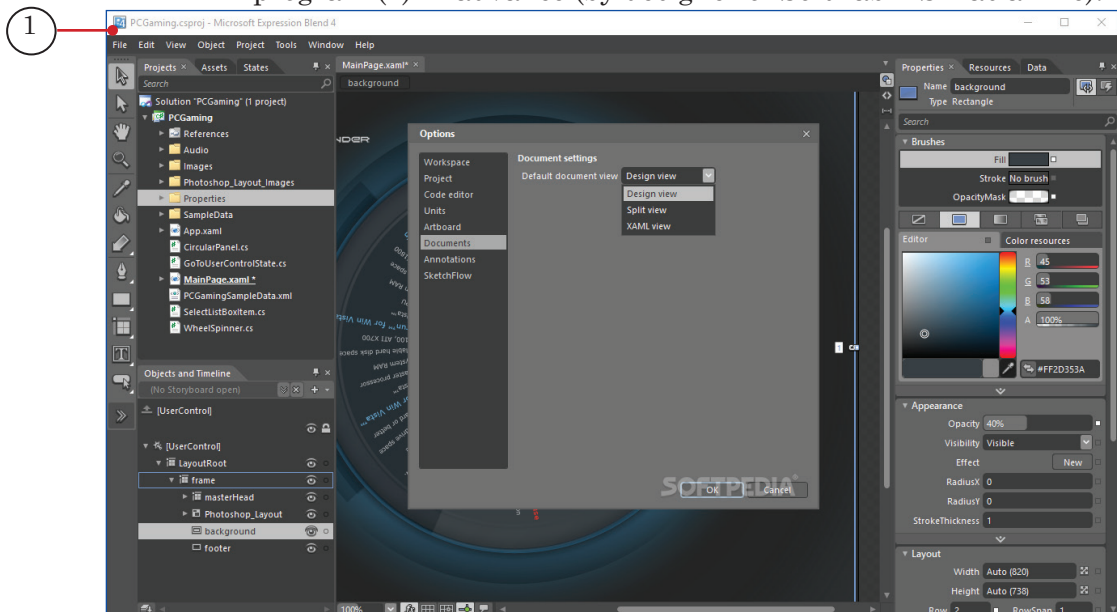 1
PCGaming.csproj - Microsoft Expression Blend 4
File Edit View Object Project Tools Window Help
Projects Assets States
Search
Solution "PCGaming" (1 project)
PCGaming
References
Audio
Images
Photoshop_Layout_Images
Properties
SampleData
App.xaml
CircularPanel.cs
GoToUserControlState.cs
MainPage.xaml *
PCGamingSampleData.xml
SelectListBoxItem.cs
WheelSpinner.cs
Objects and Timeline
(No Storyboard open)
[UserControl]
[UserControl]
LayoutRoot
frame
masterHead
Photoshop_Layout
background
footer
MainPage.xaml*
background
Options
Workspace
Project
Code editor
Units
Artboard
Documents
Annotations
SketchFlow
Document settings
Default document view Design view
Design view
Split view
XAML view
SOFTPEDIA
OK Cancel
1
100%
Properties Resources Data
Name background
Type Rectangle
Search
Brushes
Fill
Stroke No brush
OpacityMask
Editor Color resources
R 45
G 53
B 58
A 100%
#FF2D353A
Appearance
Opacity 40%
Visibility Visible
Effect New
RadiusX 0
RadiusY 0
StrokeThickness 1
Layout
Width Auto (820)
Height Auto (738)
Row 2 RowSpan 1